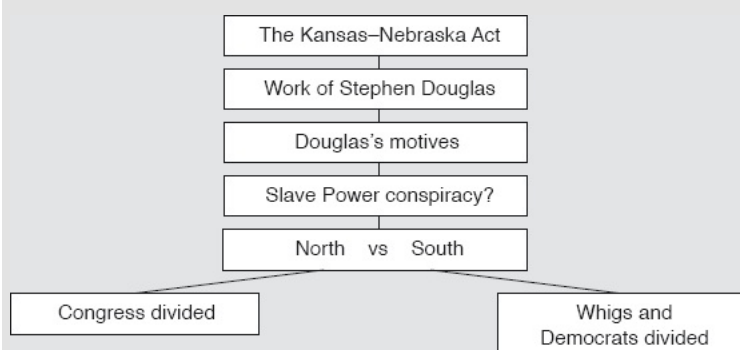 The Kansas–Nebraska Act
Work of Stephen Douglas
Douglas's motives
Slave Power conspiracy?
North vs South
Congress divided
Whigs and
Democrats divided